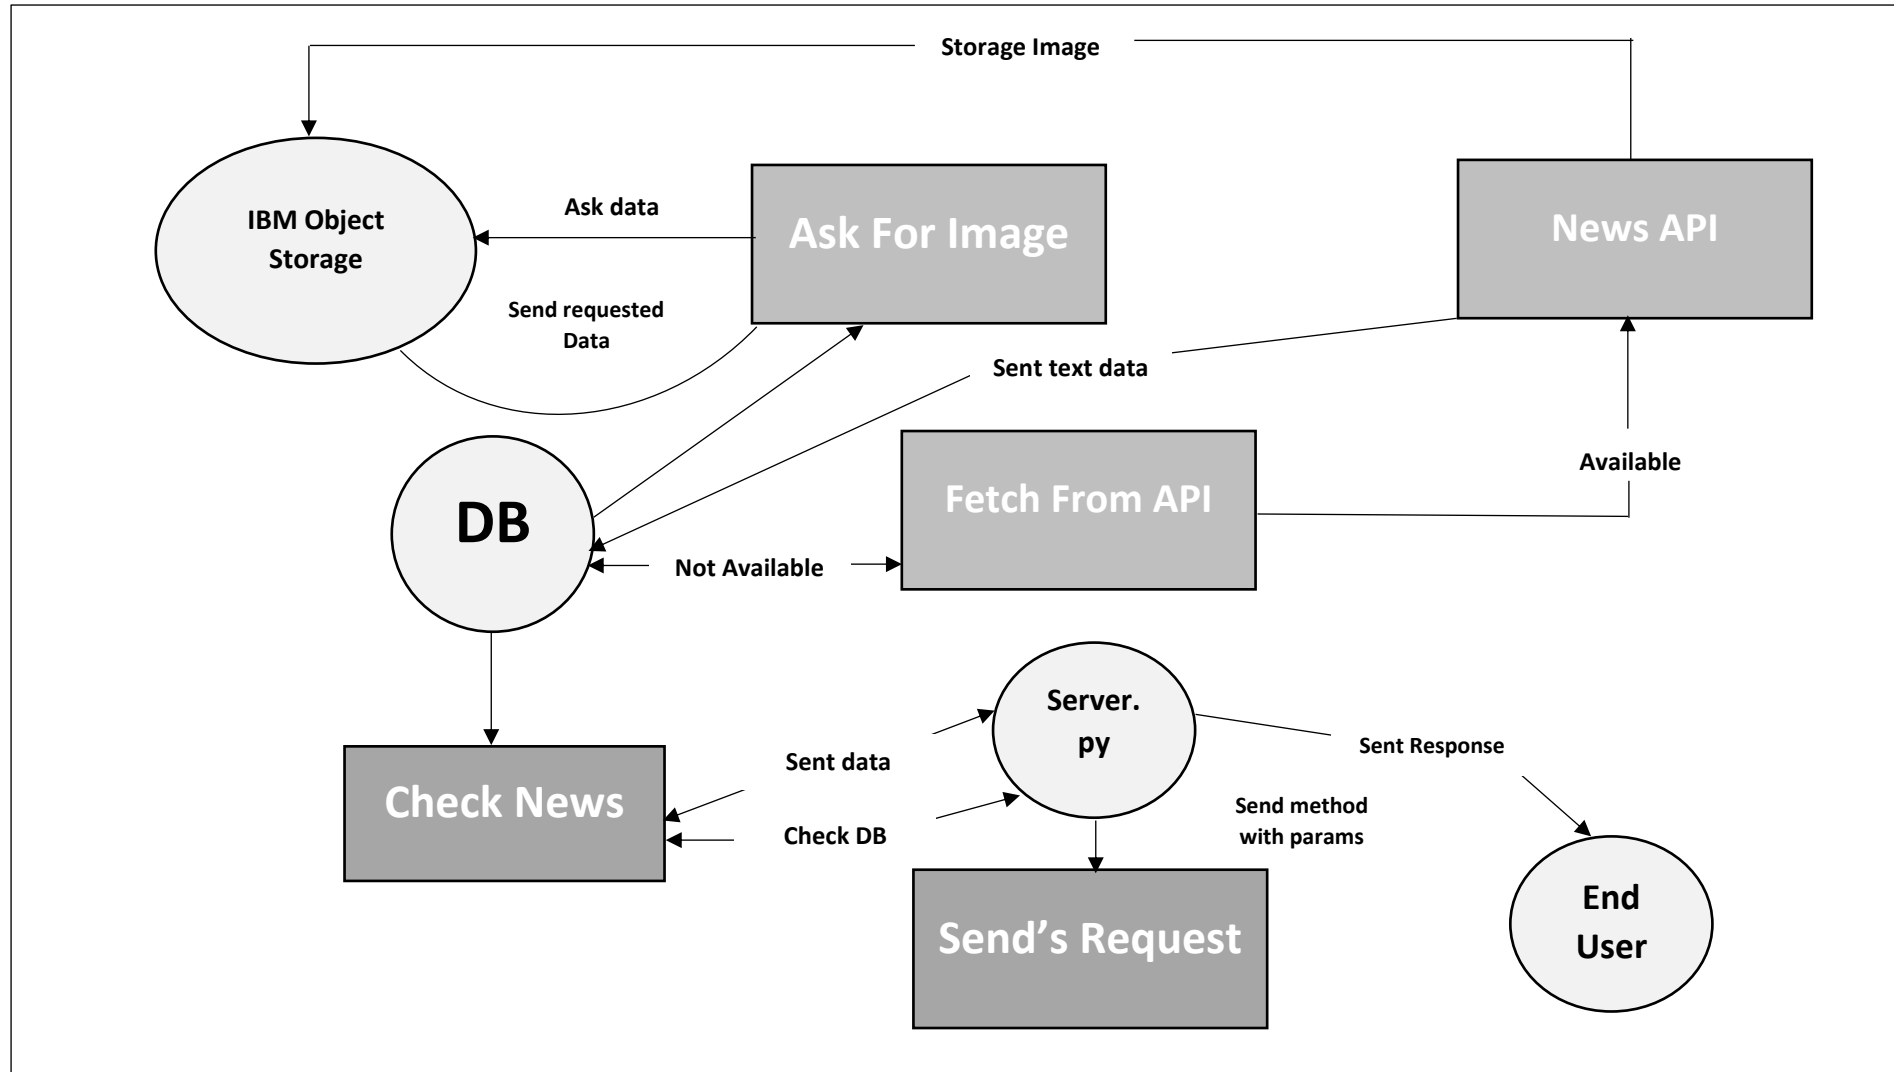 Storage Image
IBM Object
Storage
Ask data
Ask For Image
News API
Send requested
Data
Sent text data
DB
Fetch From API
Available
Not Available
Server.
py
Sent Response
Sent data
Check News
Check DB
Send method
with params
Send’s Request
End
User